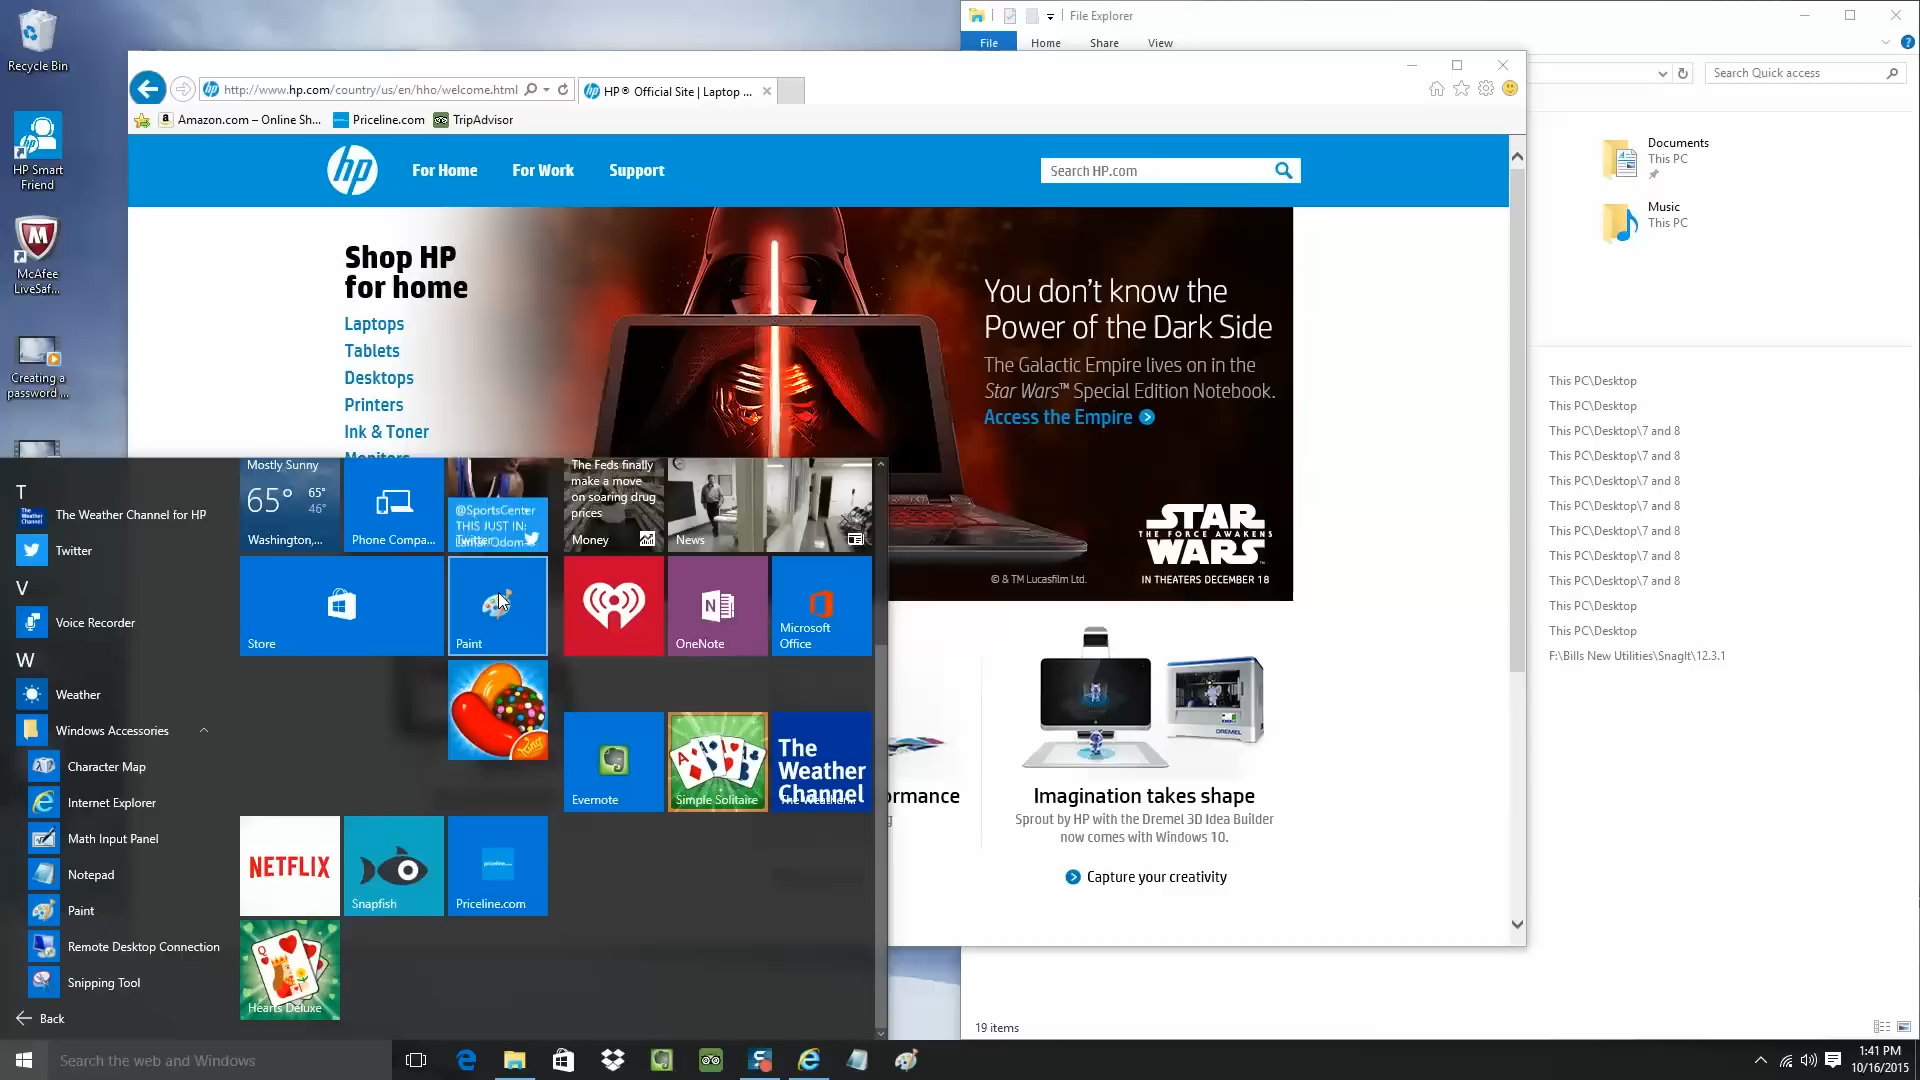 Recycle Bin
HP Smart
Friend
McAfee
LiveSaf...
Creating a
password ...
File Explorer
File
Home
Share
View
Search Quick access
http://www.hp.com/country/us/en/hho/welcome.html
HP® Official Site | Laptop ...
Amazon.com – Online Sh...
Priceline.com
TripAdvisor
hp
For Home
For Work
Support
Search HP.com
Shop HP
for home
Laptops
Tablets
Desktops
Printers
Ink & Toner
Monitors
You don't know the
Power of the Dark Side
The Galactic Empire lives on in the
Star Wars™ Special Edition Notebook.
Access the Empire
STAR
THE FORCE AWAKENS
WARS
IN THEATERS DECEMBER 18
© & TM Lucasfilm Ltd.
Documents
This PC
Music
This PC
This PC\Desktop
This PC\Desktop
This PC\Desktop\7 and 8
This PC\Desktop\7 and 8
This PC\Desktop\7 and 8
This PC\Desktop\7 and 8
This PC\Desktop\7 and 8
This PC\Desktop\7 and 8
This PC\Desktop\7 and 8
This PC\Desktop
This PC\Desktop
F:\Bills New Utilities\SnagIt\12.3.1
T
The Weather Channel for HP
Twitter
V
Voice Recorder
W
Weather
Windows Accessories
Character Map
Internet Explorer
Math Input Panel
Notepad
Paint
Remote Desktop Connection
Snipping Tool
Back
Mostly Sunny
65° 65°
46°
Washington,...
Phone Compa...
@SportsCenter
THIS JUST IN:
Lamar Odom
Twitter
The Feds finally
make a move
on soaring drug
prices
Money
News
Store
Paint
OneNote
Microsoft
Office
King
Evernote
Simple Solitaire
The
Weather
Channel
The Weather...
NETFLIX
Snapfish
priceline.com
Priceline.com
Hearts Deluxe
ormance
g
DREMEL
Imagination takes shape
Sprout by HP with the Dremel 3D Idea Builder
now comes with Windows 10.
Capture your creativity
19 items
Search the web and Windows
1:41 PM
10/16/2015